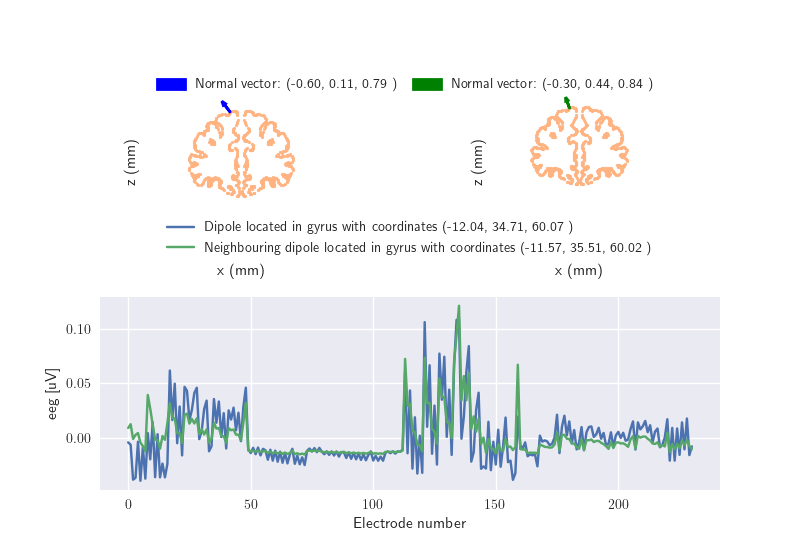 Normal vector: (-0.60, 0.11, 0.79 )
Normal vector: (-0.30, 0.44, 0.84 )
z (mm)
z (mm)
Dipole located in gyrus with coordinates (-12.04, 34.71, 60.07 )
Neighbouring dipole located in gyrus with coordinates (-11.57, 35.51, 60.02 )
x (mm)
x (mm)
eeg [uV]
0.10
0.05
0.00
0
50
100
150
200
Electrode number